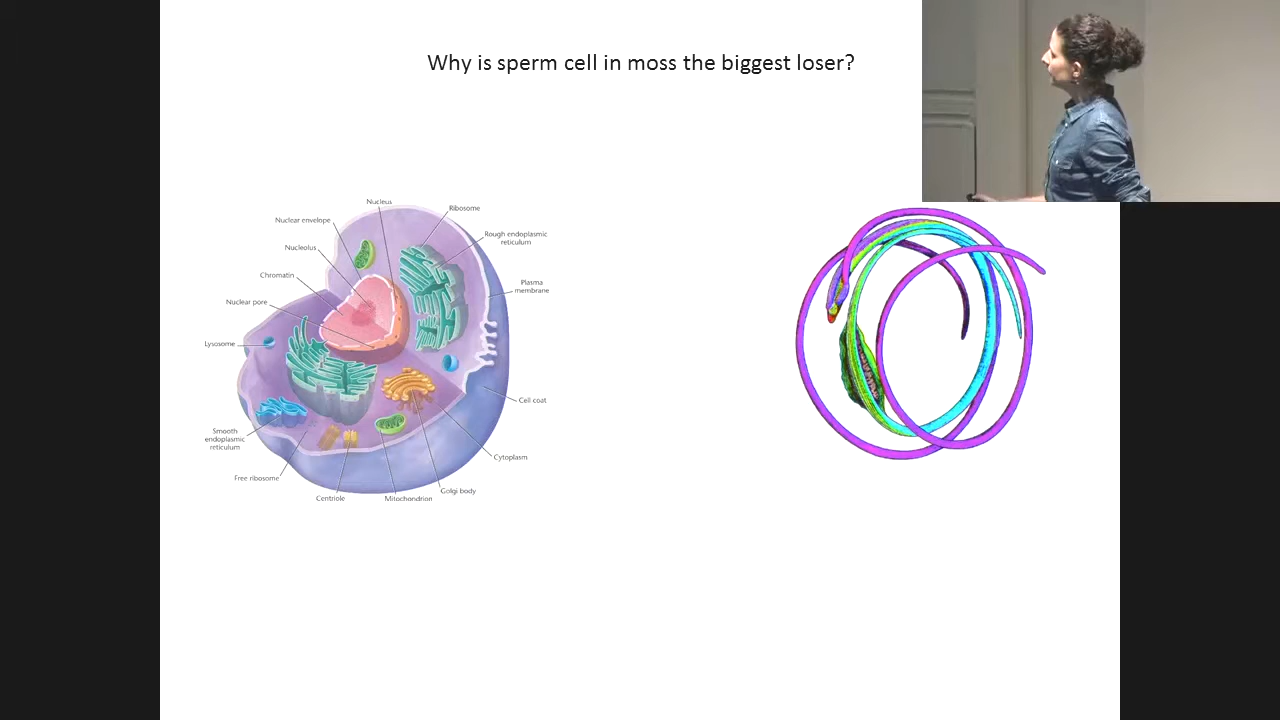 Why is sperm cell in moss the biggest loser?
Nucleus
Ribosome
Nuclear envelope
Rough endoplasmic
reticulum
Nucleolus
Chromatin
Plasma
membrane
Nuclear pore
Lysosome
Cell coat
Smooth
endoplasmic
reticulum
Cytoplasm
Free ribosome
Golgi body
Centriole
Mitochondrion